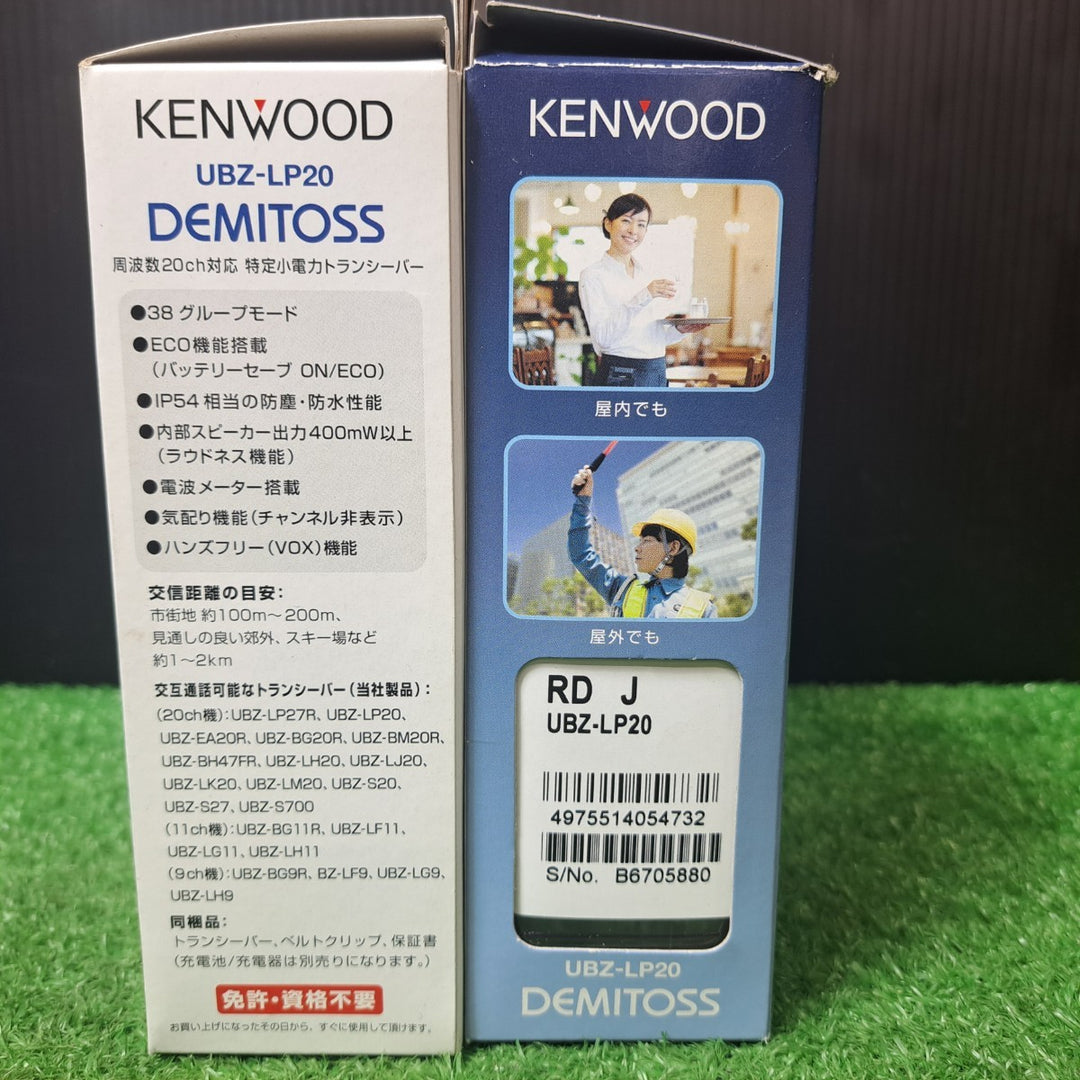 KENWOOD
UBZ-LP20
DEMITOSS
周波数20ch対応 特定小電力トランシーバー
●38 グループモード
●ECO機能搭載
(バッテリーセーブ ON/ECO)
●IP54 相当の防塵・防水性能
●内部スピーカー出力400mW以上
(ラウドネス機能)
●電波メーター搭載
●気配り機能(チャンネル非表示)
●ハンズフリー(VOX)機能
交信距離の目安:
市街地 約100m〜200m、
見通しの良い郊外、スキー場など
約1〜2km
交互通話可能なトランシーバー(当社製品):
(20ch機):UBZ-LP27R、UBZ-LP20、
UBZ-EA20R、UBZ-BG20R、UBZ-BM20R、
UBZ-BH47FR、UBZ-LH20、UBZ-LJ20、
UBZ-LK20、UBZ-LM20、UBZ-S20、
UBZ-S27、UBZ-S700
(11ch機):UBZ-BG11R、UBZ-LF11、
UBZ-LG11、UBZ-LH11
(9ch機):UBZ-BG9R、BZ-LF9、UBZ-LG9、
UBZ-LH9
同梱品:
トランシーバー、ベルトクリップ、保証書
(充電池/充電器は別売りになります。)
免許・資格不要
お買い上げになったその日から、すぐに使用して頂けます。
KENWOOD
屋内でも
屋外でも
RD J
UBZ-LP20
4975514054732
S/No. B6705880
UBZ-LP20
DEMITOSS